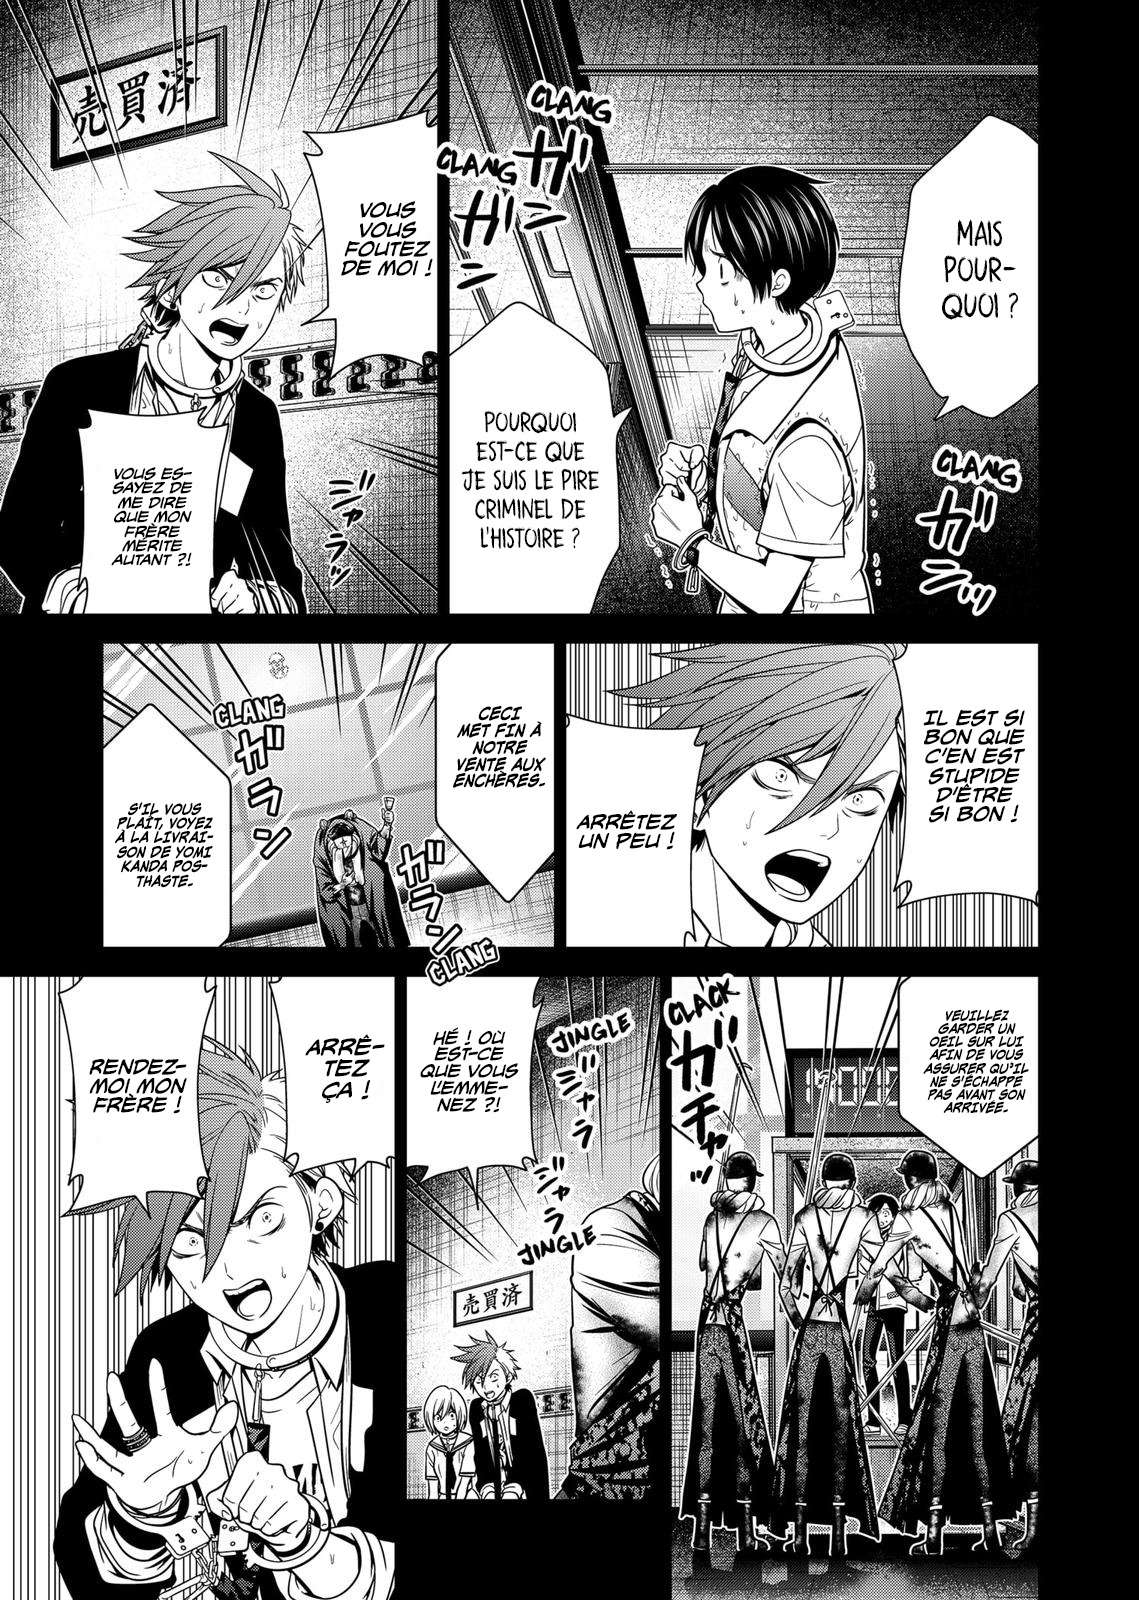 MAIS
POUR-
QUOI ?
CLANG
ガ
CLANG
ガン
CLANG
ガン
POURQUOI
EST-CE QUE
JE SUIS LE PIRE
CRIMINEL DE
L'HISTOIRE ?
売買済
VOUS
VOUS
FOUTEZ
DE MOI !
VOUS ES-
SAYEZ DE
ME DIRE
QUE MON
FRÈRE
MÉRITE
AUTANT ?!
ジャラ
IL EST SI
BON QUE
C'EN EST
STUPIDE
D'ÊTRE
SI BON !
ARRÊTEZ
UN PEU !
CECI
MET FIN À
NOTRE
VENTE AUX
ENCHÈRES.
CLANG
ガラン
S'IL VOUS
PLAÎT, VOYEZ
À LA LIVRAI-
SON DE YOMI
KANDA POS-
THASTE.
ガラン
CLANG
VEUILLEZ
GARDER UN
OEIL SUR LUI
AFIN DE VOUS
ASSURER QU'IL
NE S'ÉCHAPPE
PAS AVANT SON
ARRIVÉE.
CLACK
ガチャッ
HÉ ! OÙ
EST-CE
QUE VOUS
L'EMME-
NEZ ?!
JINGLE
ジャラ
ジャラ
JINGLE
売買済
ARRÊ-
TEZ
ÇA !
RENDEZ-
MOI MON
FRÈRE !